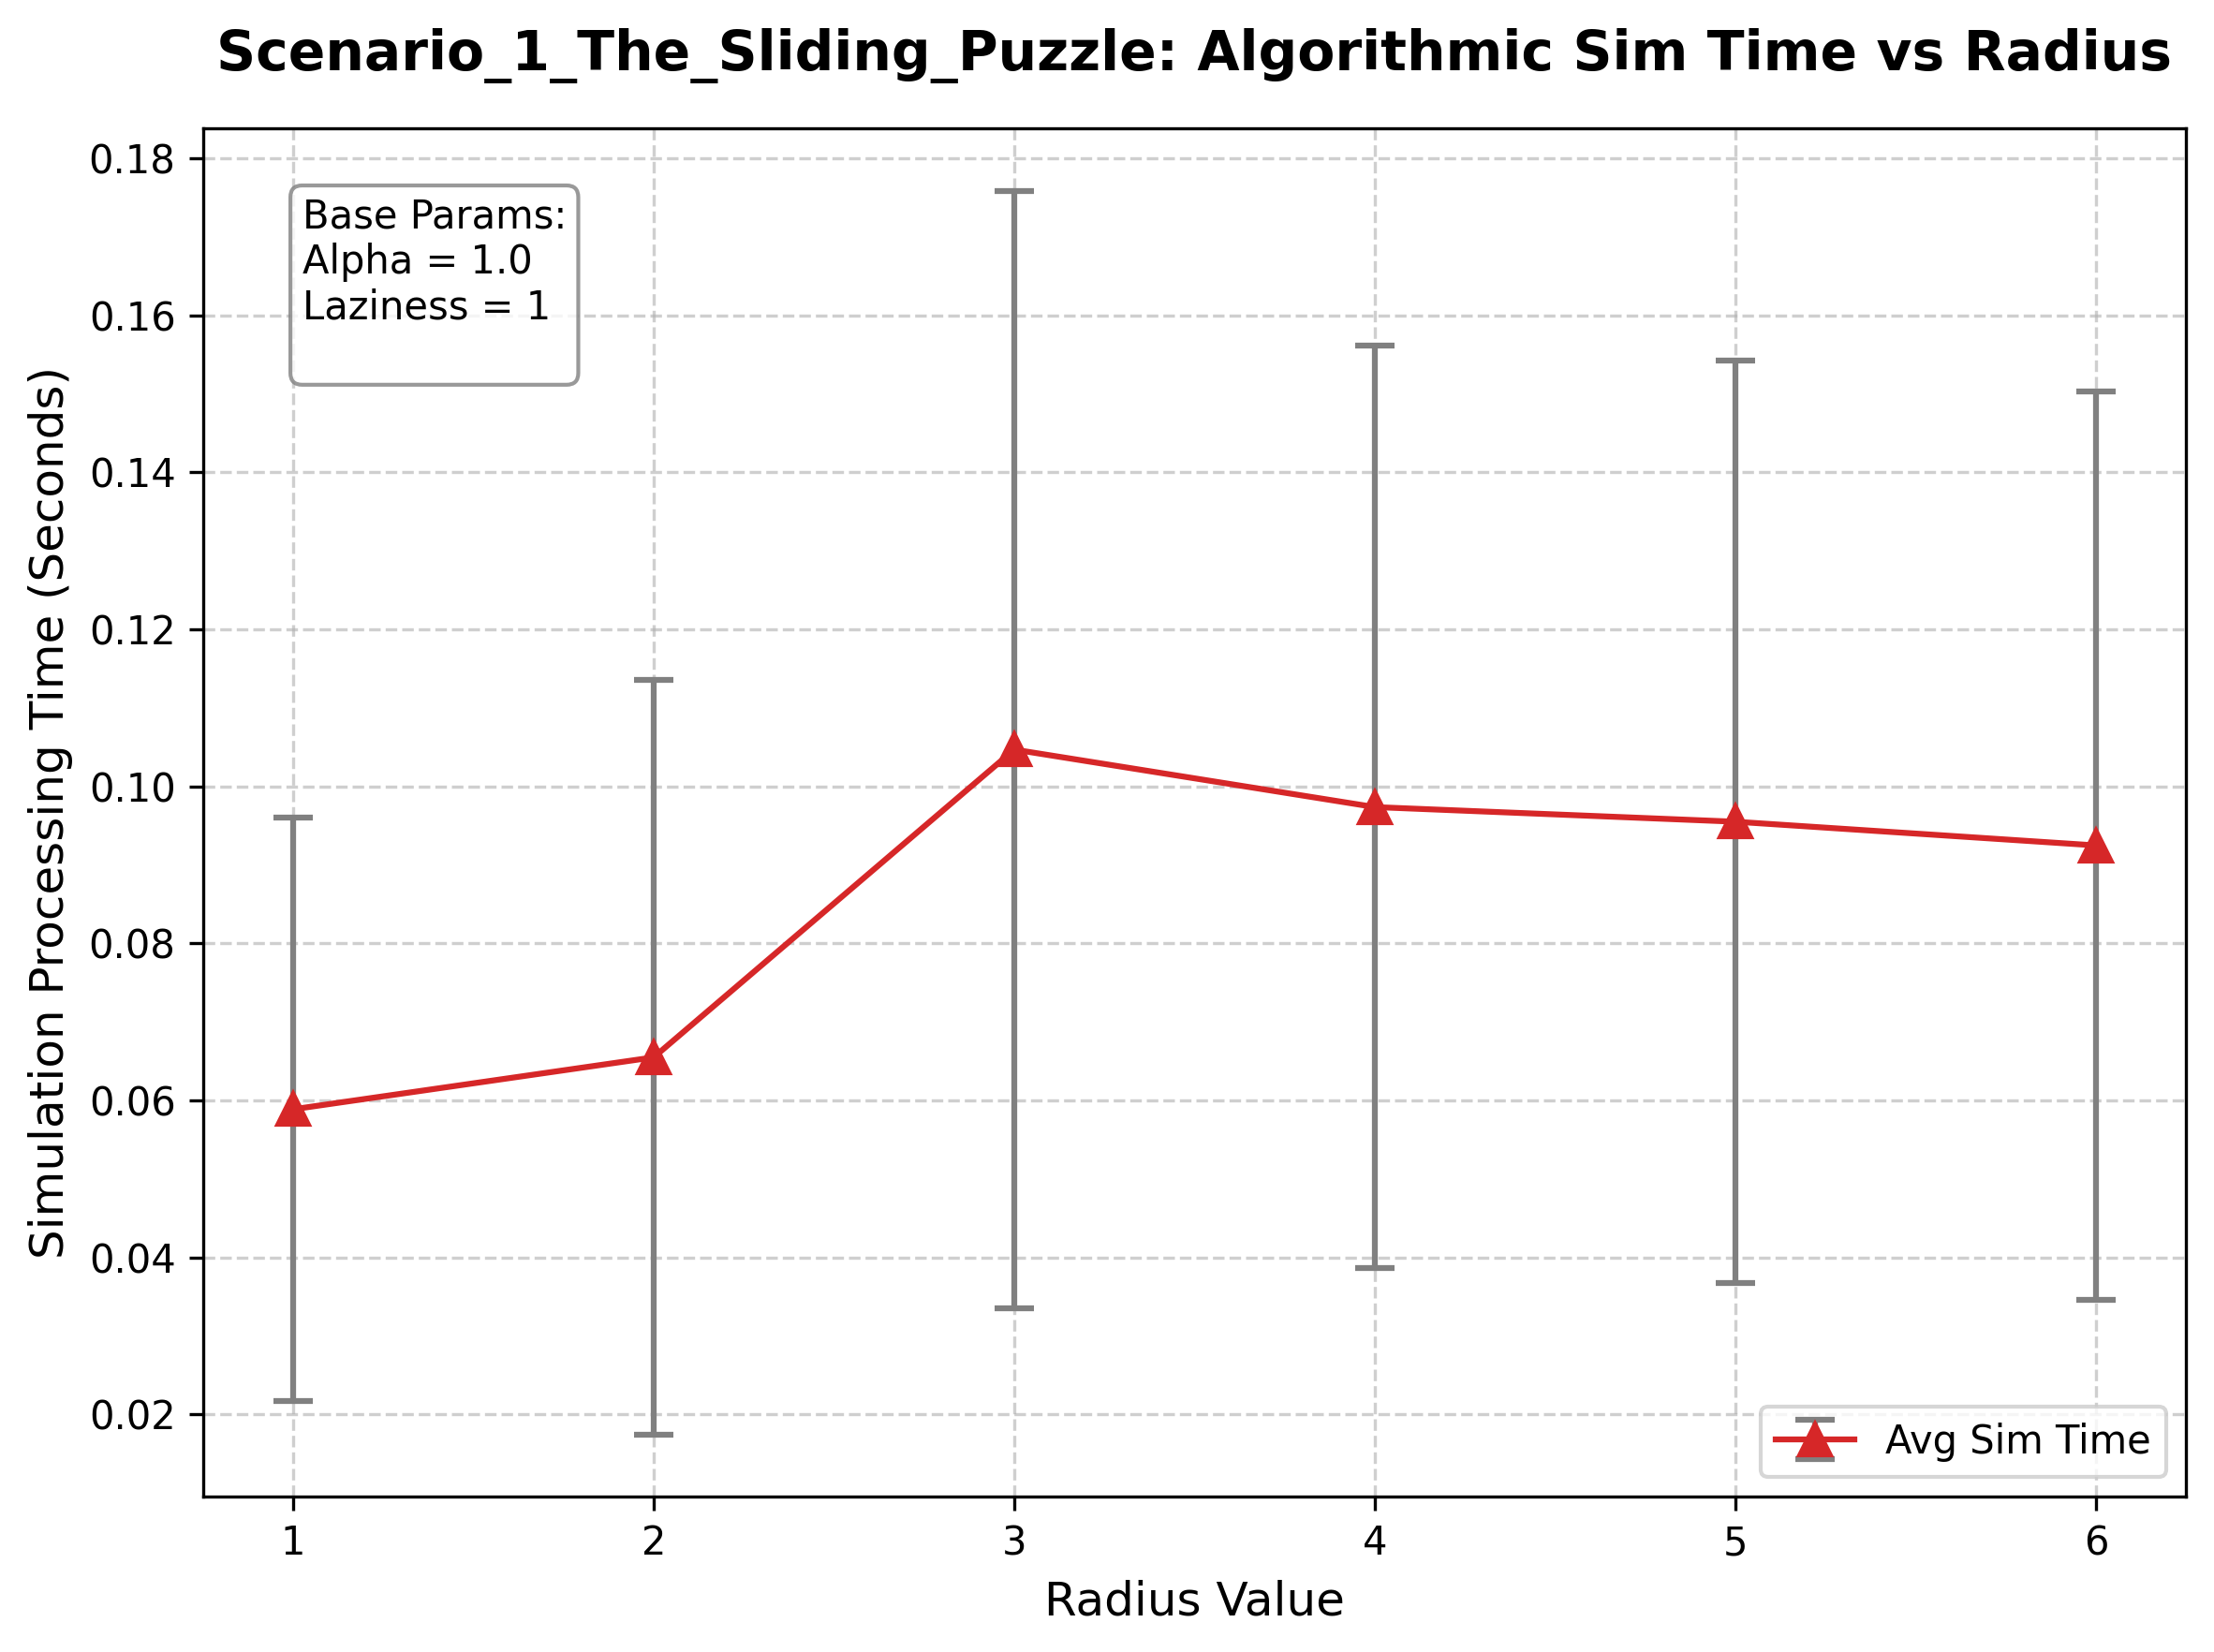 Scenario_1_The_Sliding_Puzzle: Algorithmic Sim Time vs Radius
Simulation Processing Time (Seconds)
0.18
0.16
0.14
0.12
0.10
0.08
0.06
0.04
0.02
Base Params:
Alpha = 1.0
Laziness = 1
Avg Sim Time
1 2 3 4 5 6
Radius Value